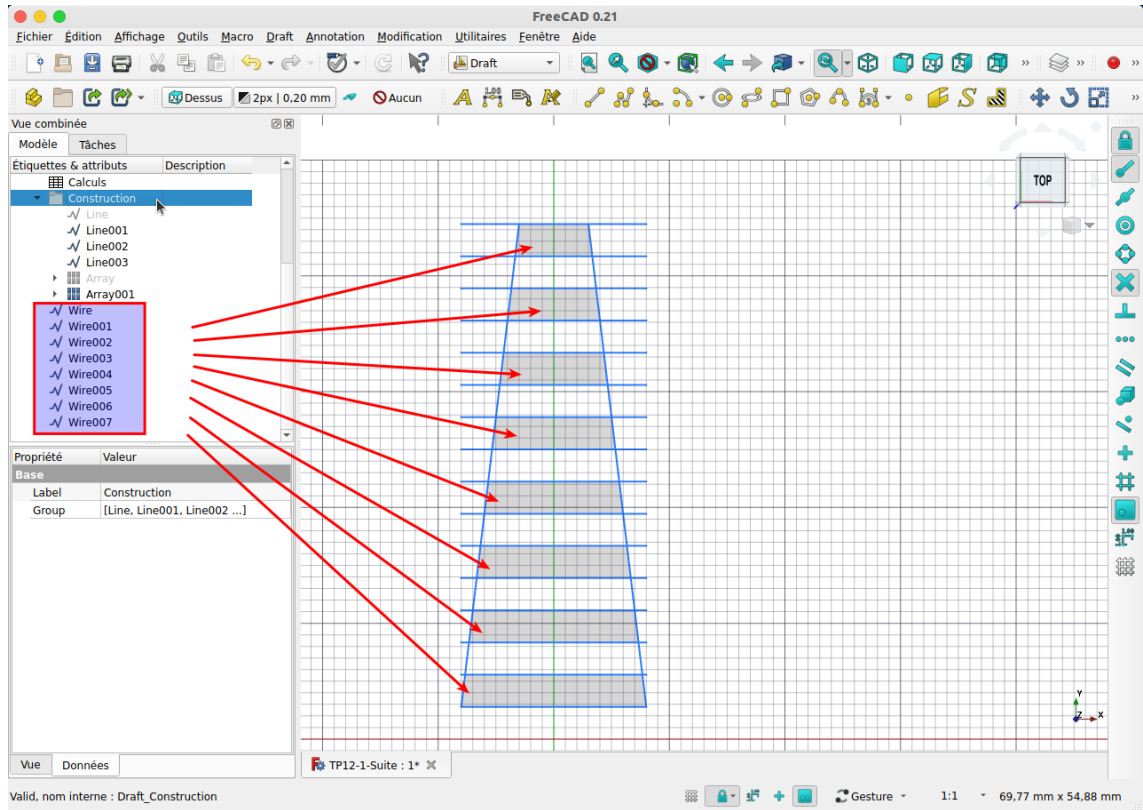 FreeCAD 0.21
Fichier Édition Affichage Outils Macro Draft Annotation Modification Utilitaires Fenêtre Aide
Draft
Dessus 2px | 0,20 mm Aucun
Vue combinée
Modèle Tâches
Étiquettes & attributs Description
Calculs
Construction
Line
Line001
Line002
Line003
Array
Array001
Wire
Wire001
Wire002
Wire003
Wire004
Wire005
Wire006
Wire007
TOP
Propriété Valeur
Base
Label Construction
Group [Line, Line001, Line002 ...]
Y
Z X
Vue Données
TP12-1-Suite : 1*
Valid, nom interne : Draft_Construction
Gesture 1:1 69,77 mm x 54,88 mm